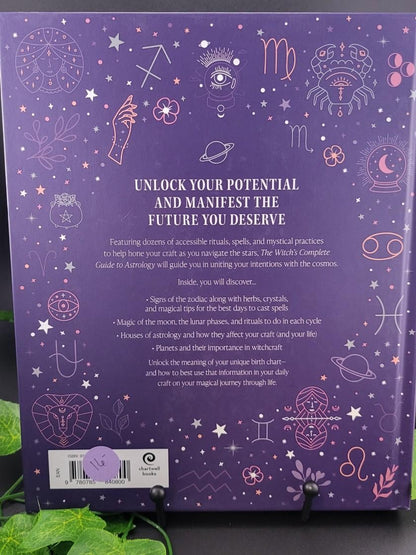 UNLOCK YOUR POTENTIAL
AND MANIFEST THE
FUTURE YOU DESERVE
Featuring dozens of accessible rituals, spells, and mystical practices
to help hone your craft as you navigate the stars, The Witch's Complete
Guide to Astrology will guide you in uniting your intentions with the cosmos.
Inside, you will discover...
• Signs of the zodiac along with herbs, crystals,
and magical tips for the best days to cast spells
• Magic of the moon, the lunar phases, and rituals to do in each cycle
• Houses of astrology and how they affect your craft (and your life)
• Planets and their importance in witchcraft
Unlock the meaning of your unique birth chart—
and how to best use that information in your daily
craft on your magical journey through life.
ISBN
EAN
9 780785 840800
chartwell
books